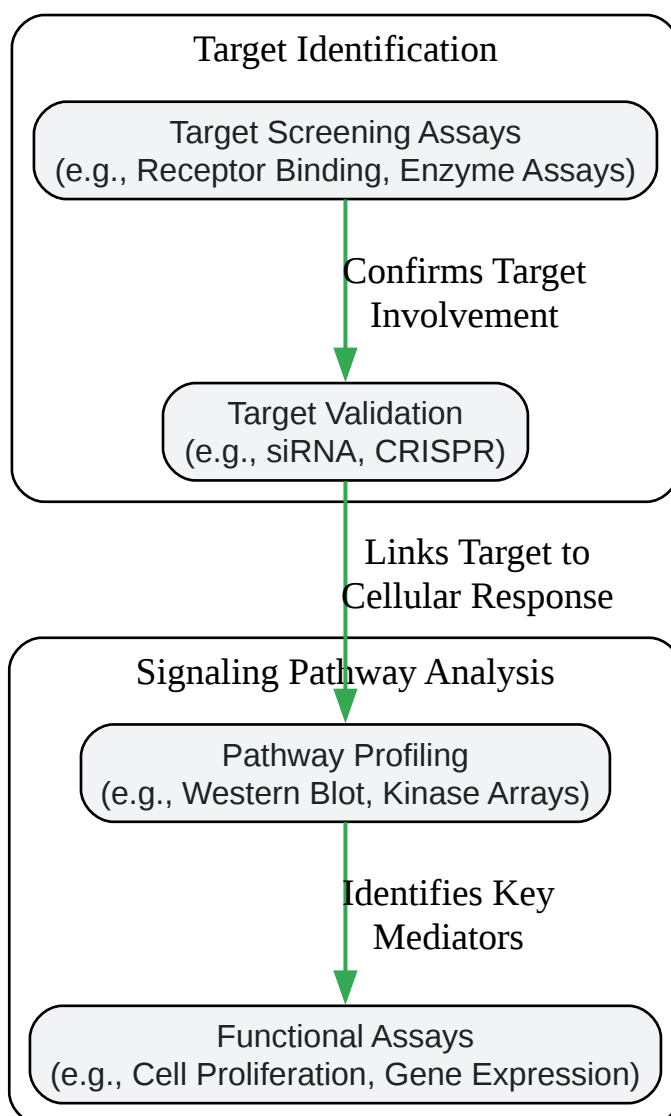 Target Identification
Target Screening Assays
(e.g., Receptor Binding, Enzyme Assays)
Confirms Target
Involvement
Target Validation
(e.g., siRNA, CRISPR)
Links Target to
Cellular Response
Signaling Pathway Analysis
Pathway Profiling
(e.g., Western Blot, Kinase Arrays)
Identifies Key
Mediators
Functional Assays
(e.g., Cell Proliferation, Gene Expression)